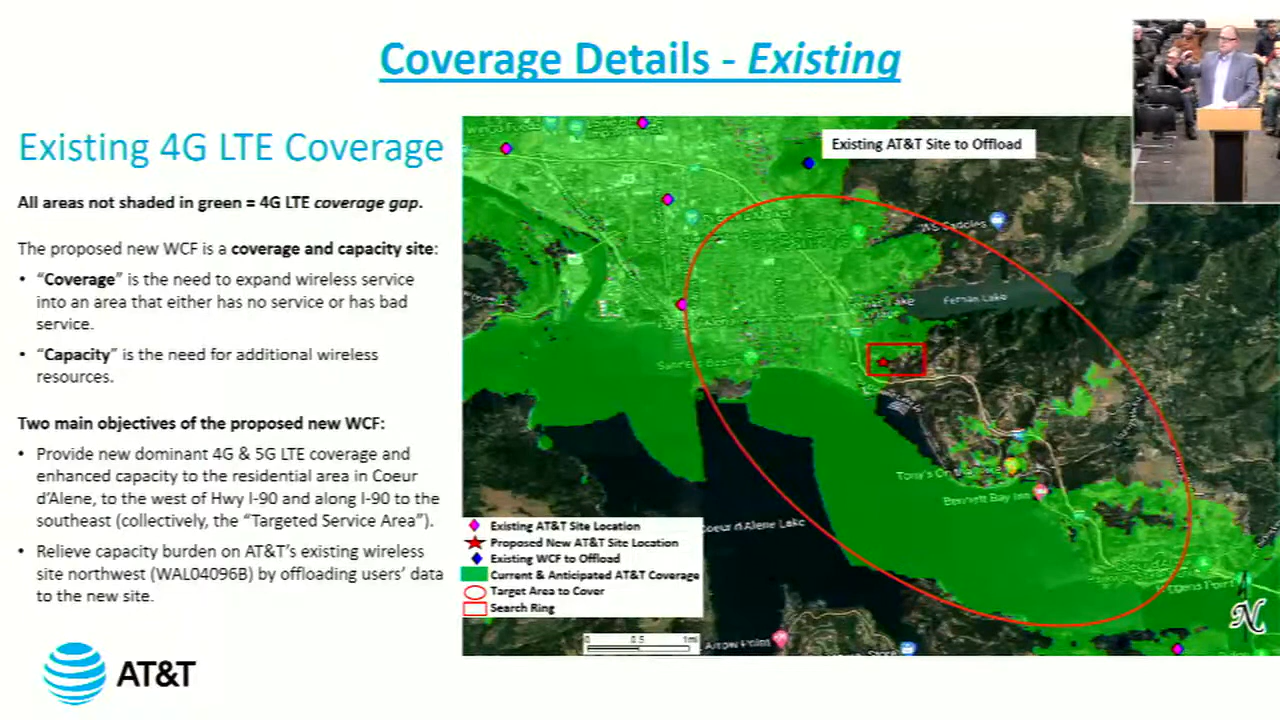 Coverage Details - Existing
Existing 4G LTE Coverage
All areas not shaded in green = 4G LTE coverage gap.
The proposed new WCF is a coverage and capacity site:
• “Coverage” is the need to expand wireless service
into an area that either has no service or has bad
service.
• “Capacity” is the need for additional wireless
resources.
Two main objectives of the proposed new WCF:
• Provide new dominant 4G & 5G LTE coverage and
enhanced capacity to the residential area in Coeur
d’Alene, to the west of Hwy I-90 and along I-90 to the
southeast (collectively, the “Targeted Service Area”).
• Relieve capacity burden on AT&T’s existing wireless
site northwest (WAL04096B) by offloading users’ data
to the new site.
AT&T
Existing AT&T Site to Offload
Fernan Lake
Bennett Bay Inn
Coeur d'Alene Lake
Existing AT&T Site Location
Proposed New AT&T Site Location
Existing WCF to Offload
Current & Anticipated AT&T Coverage
Target Area to Cover
Search Ring
0 0.5 1mi
Arrow Point
N